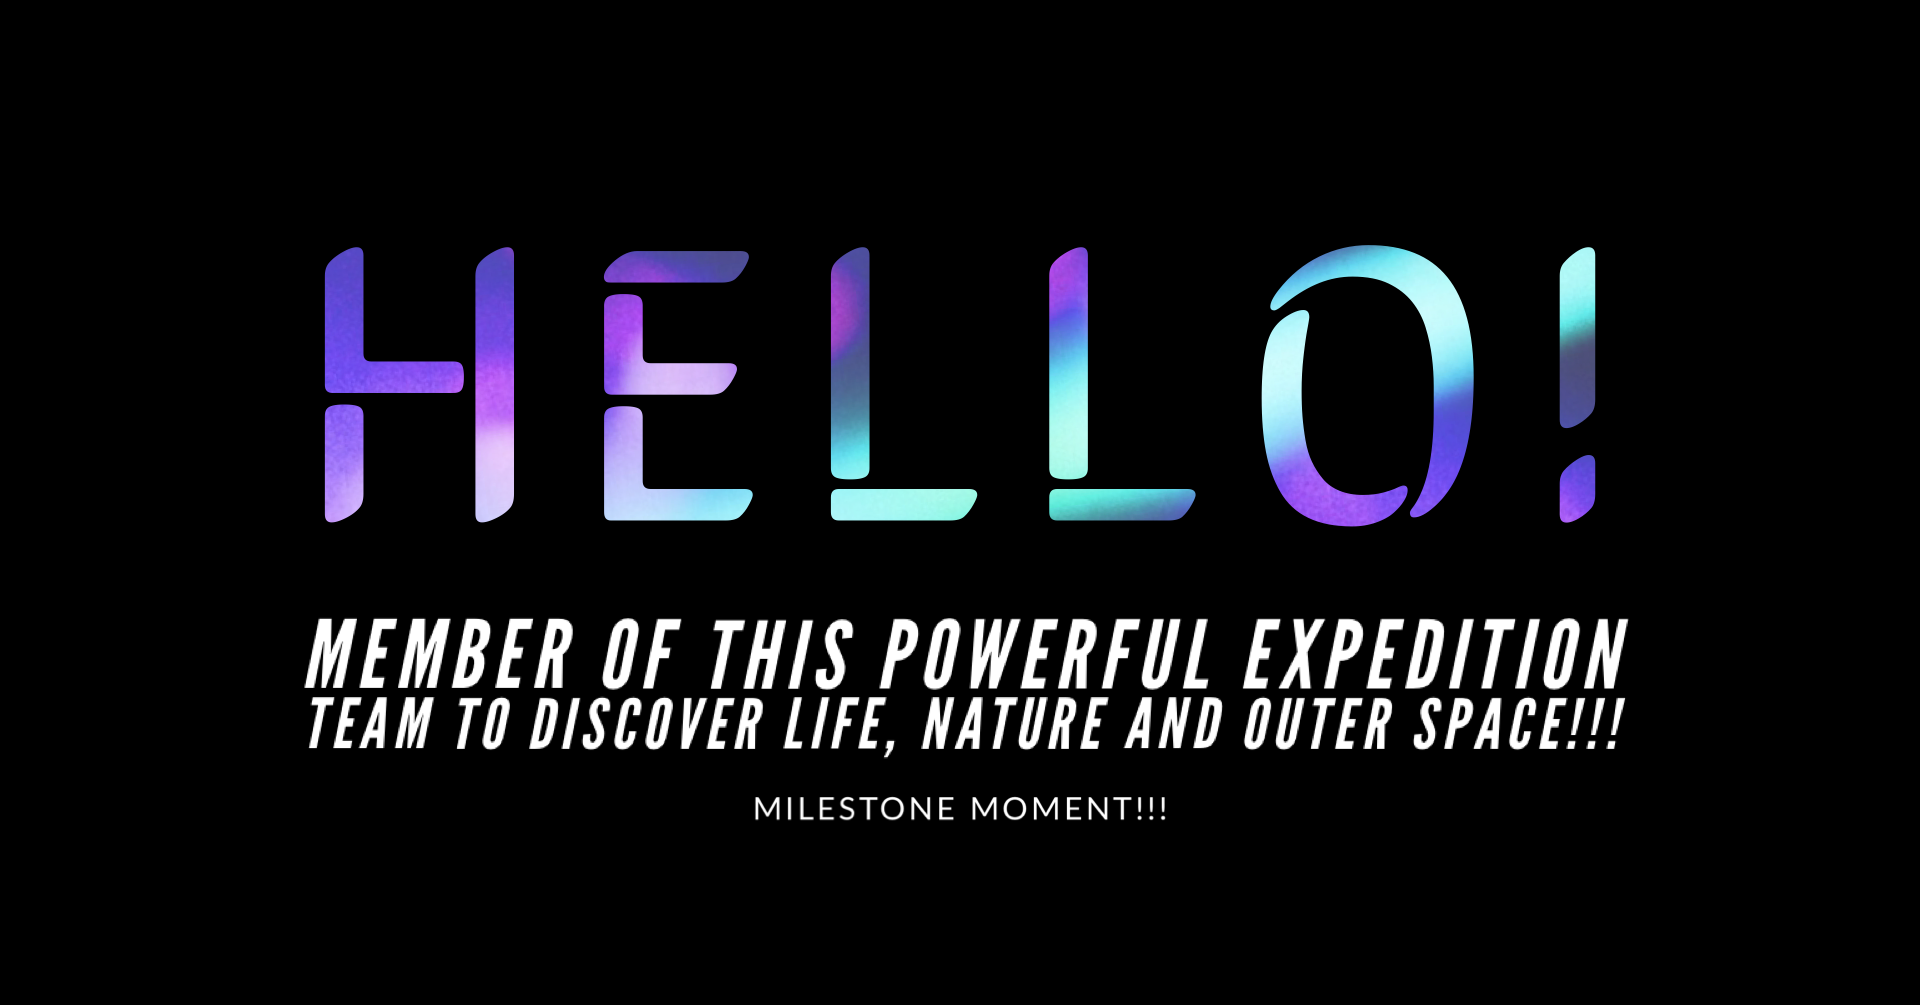 HELLO!
MEMBER OF THIS POWERFUL EXPEDITION
TEAM TO DISCOVER LIFE, NATURE AND OUTER SPACE!!!
MILESTONE MOMENT!!!